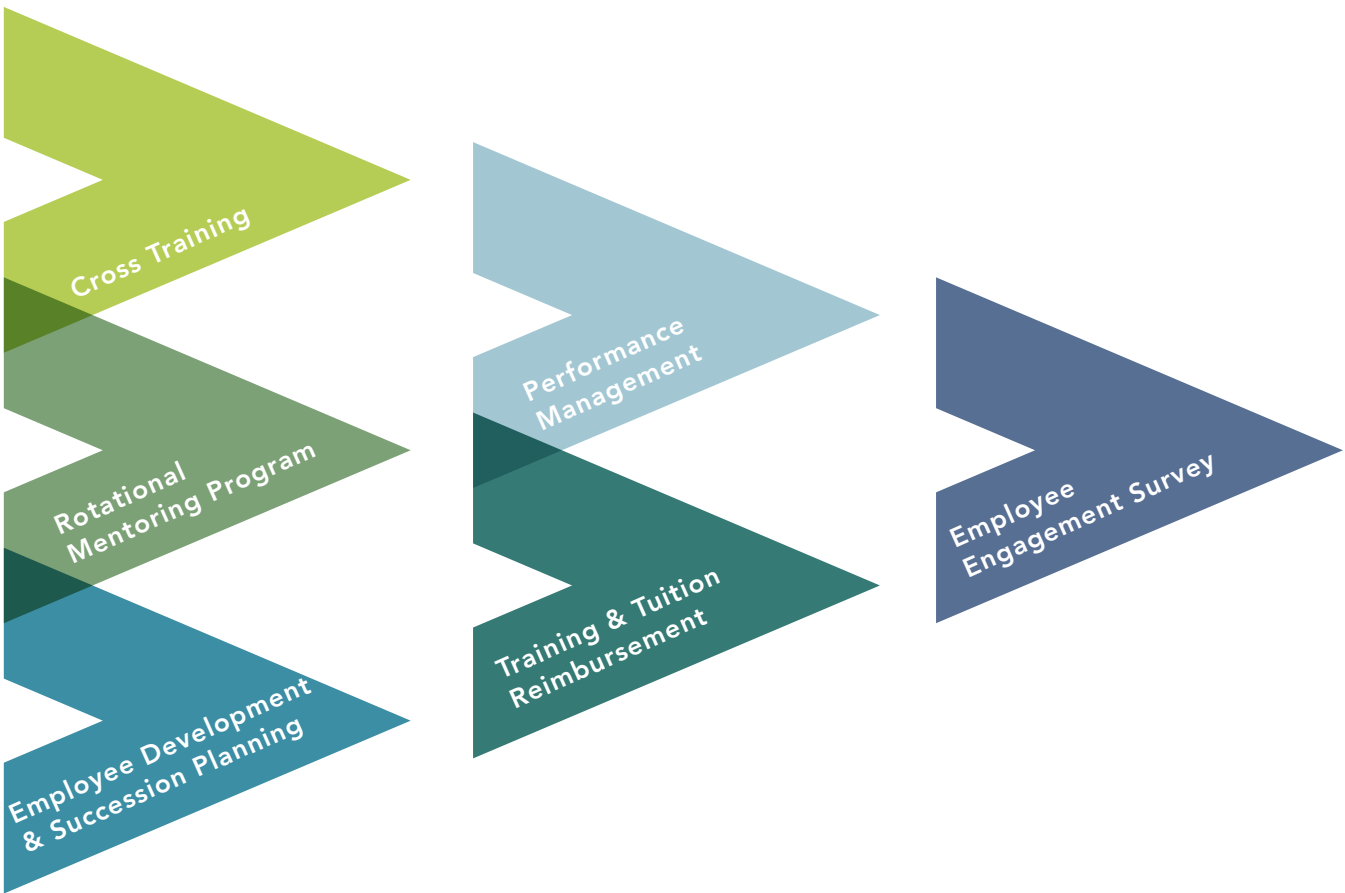 Cross Training
Rotational
Mentoring Program
Employee Development
& Succession Planning
Performance
Management
Training & Tuition
Reimbursement
Employee
Engagement Survey